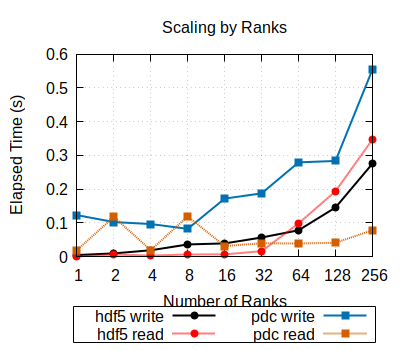 Scaling by Ranks
0.6
0.5
0.4
0.3
0.2
0.1
0
Elapsed Time (s)
1 2 4 8 16 32 64 128 256
Number of Ranks
hdf5 write pdc write
hdf5 read pdc read